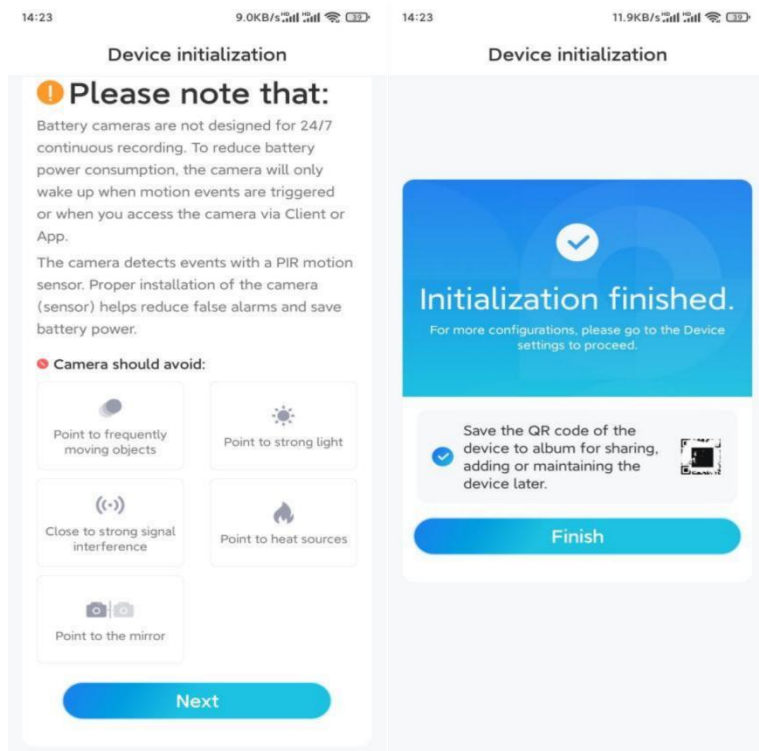 14:23
9.0KB/s
39
Device initialization
Please note that:
Battery cameras are not designed for 24/7
continuous recording. To reduce battery
power consumption, the camera will only
wake up when motion events are triggered
or when you access the camera via Client or
App.
The camera detects events with a PIR motion
sensor. Proper installation of the camera
(sensor) helps reduce false alarms and save
battery power.
Camera should avoid:
Point to frequently
moving objects
Point to strong light
Close to strong signal
interference
Point to heat sources
Point to the mirror
Next
14:23
11.9KB/s
39
Device initialization
Initialization finished.
For more configurations, please go to the Device
settings to proceed.
Save the QR code of the
device to album for sharing,
adding or maintaining the
device later.
Finish